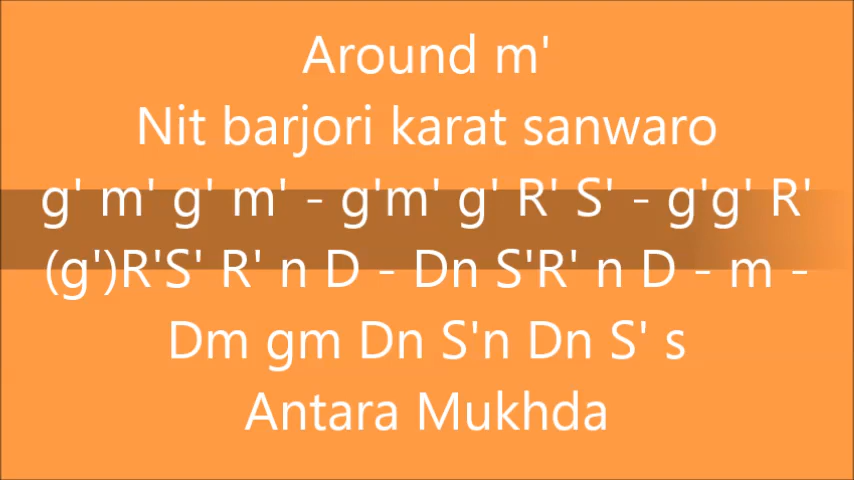 Around m'
Nit barjori karat sanwaro
g' m' g' m' - g'm' g' R' S' - g'g' R'
(g')R'S' R' n D - Dn S'R' n D - m -
Dm gm Dn S'n Dn S' s
Antara Mukhda